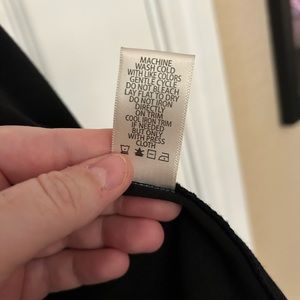 MACHINE
WASH COLD
WITH LIKE COLORS
GENTLE CYCLE
DO NOT BLEACH
LAY FLAT TO DRY
DO NOT IRON
DIRECTLY
ON TRIM
COOL IRON TRIM
IF NEEDED
BUT ONLY
WITH PRESS
CLOTH